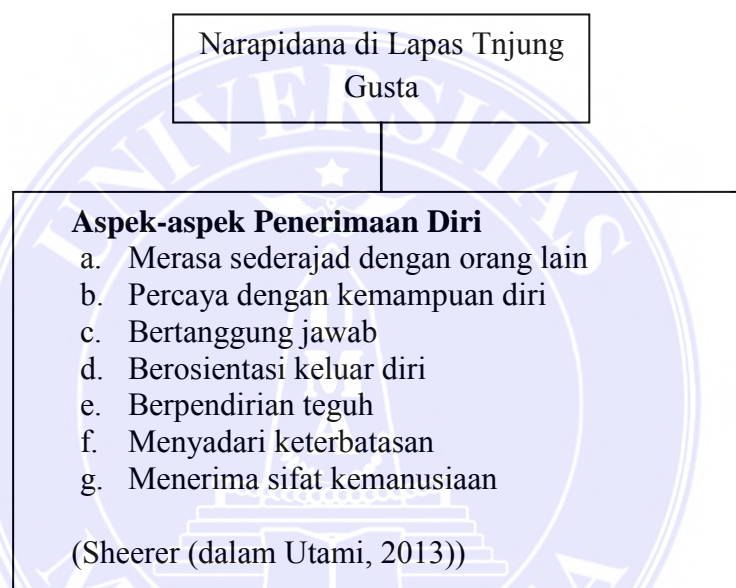 Narapidana di Lapas Tnjung
Gusta
Aspek-aspek Penerimaan Diri
a. Merasa sederajad dengan orang lain
b. Percaya dengan kemampuan diri
c. Bertanggung jawab
d. Berosientasi keluar diri
e. Berpendirian teguh
f. Menyadari keterbatasan
g. Menerima sifat kemanusiaan
(Sheerer (dalam Utami, 2013))
UNIVERSITAS
U
M
A